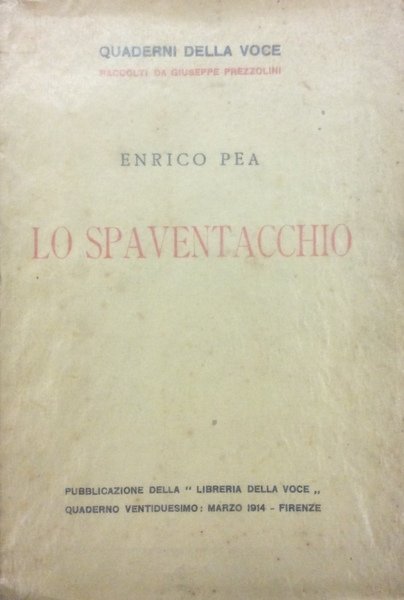 QUADERNI DELLA VOCE
RACCOLTI DA GIUSEPPE PREZZOLINI
ENRICO PEA
LO SPAVENTACCHIO
PUBBLICAZIONE DELLA " LIBRERIA DELLA VOCE „
QUADERNO VENTIDUESIMO: MARZO 1914 - FIRENZE